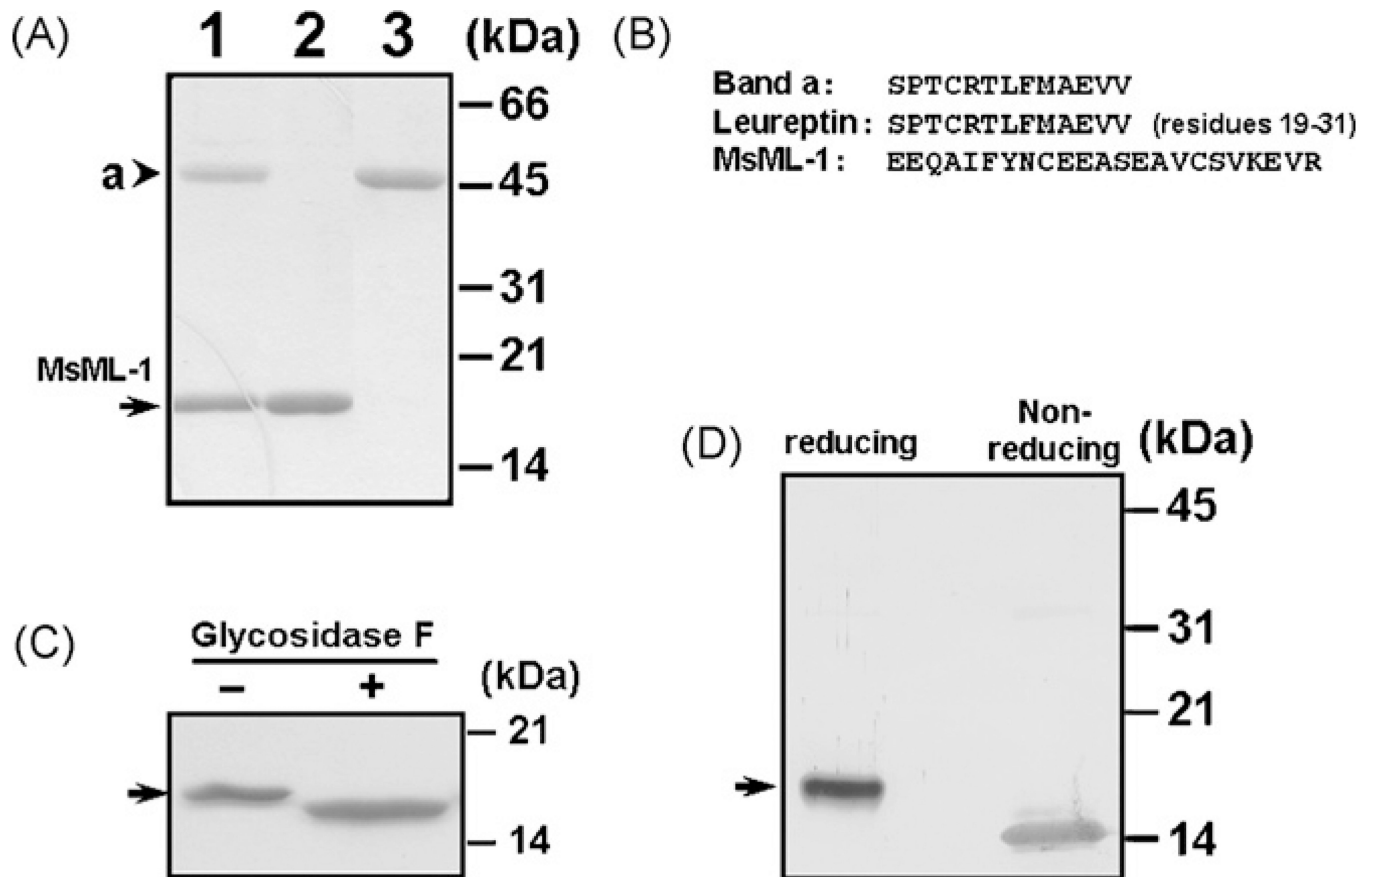 (A) 1 2 3 (kDa)
66
a
45
31
21
MsML-1
14
(B)
Band a: SPTCRTLFMAEVV
Leureptin: SPTCRTLFMAEVV (residues 19-31)
MsML-1: EEQAIFYNCEEASEAVCSVKEVR
(C) Glycosidase F
– + (kDa)
21
14
(D) reducing Non-
reducing (kDa)
45
31
21
14